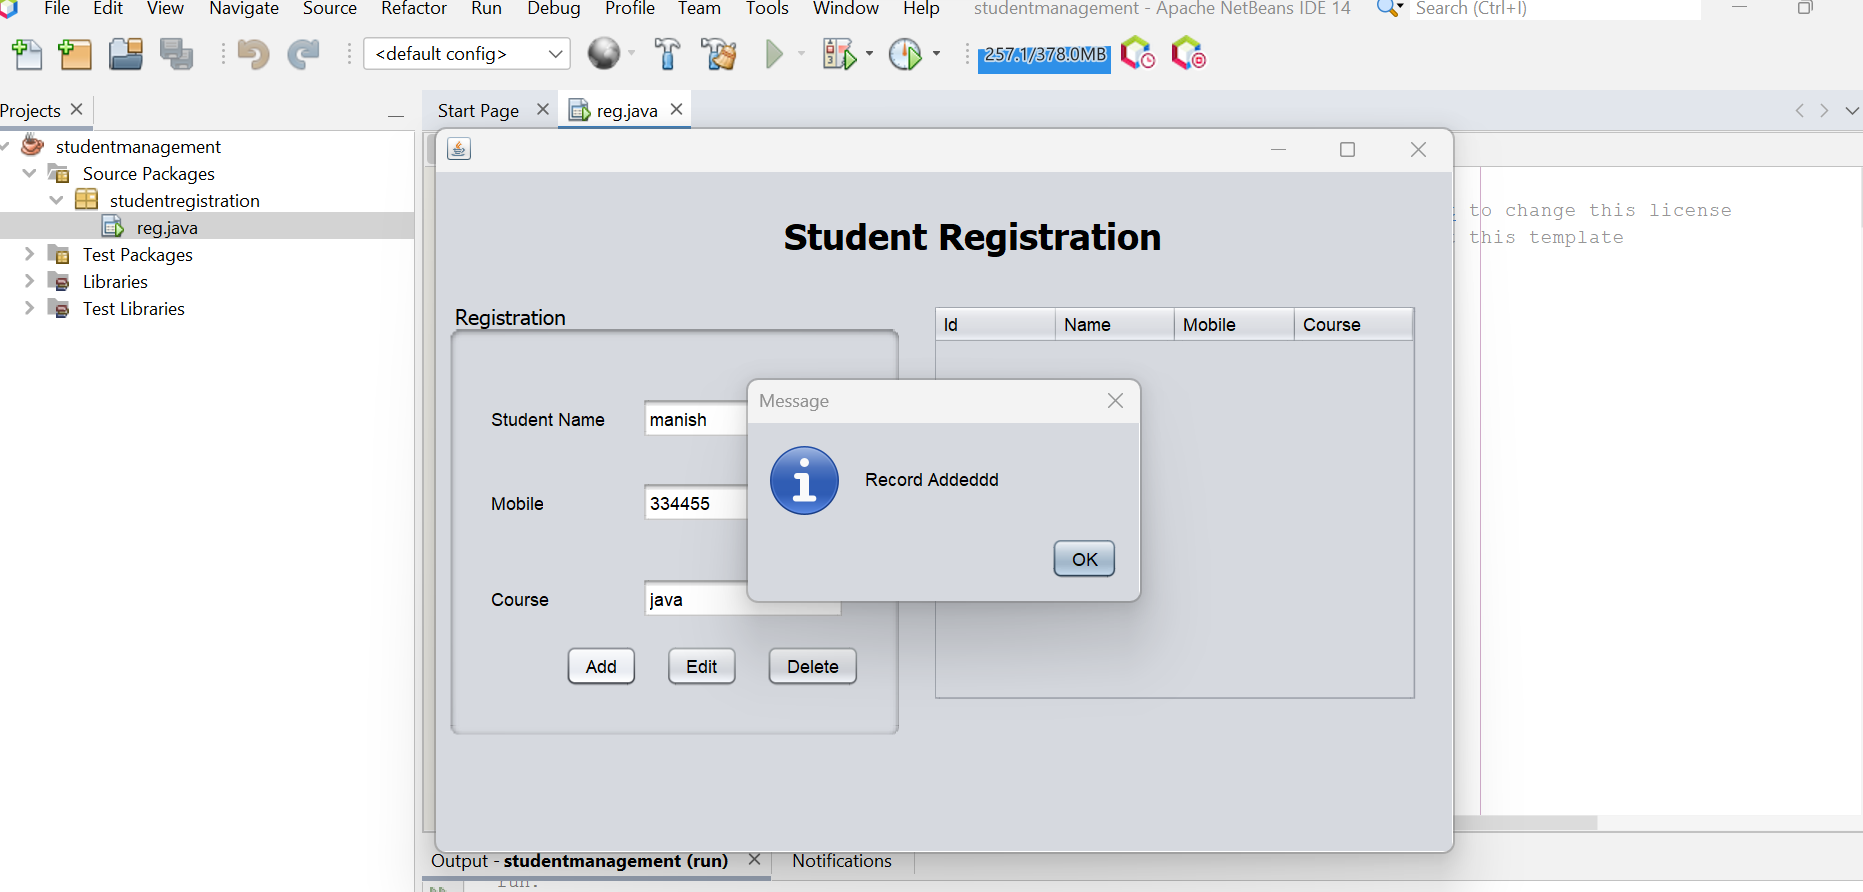 File Edit View Navigate Source Refactor Run Debug Profile Team Tools Window Help studentmanagement - Apache NetBeans IDE 14 Search (Ctrl+I)
<default config> 257.1/378.0MB
Projects
Start Page reg.java
studentmanagement
Source Packages
studentregistration
reg.java
Test Packages
Libraries
Test Libraries
to change this license
this template
Student Registration
Registration
Id Name Mobile Course
Student Name manish
Mobile 334455
Course java
Add Edit Delete
Message
Record Addeddd
OK
Output - studentmanagement (run) Notifications
run: